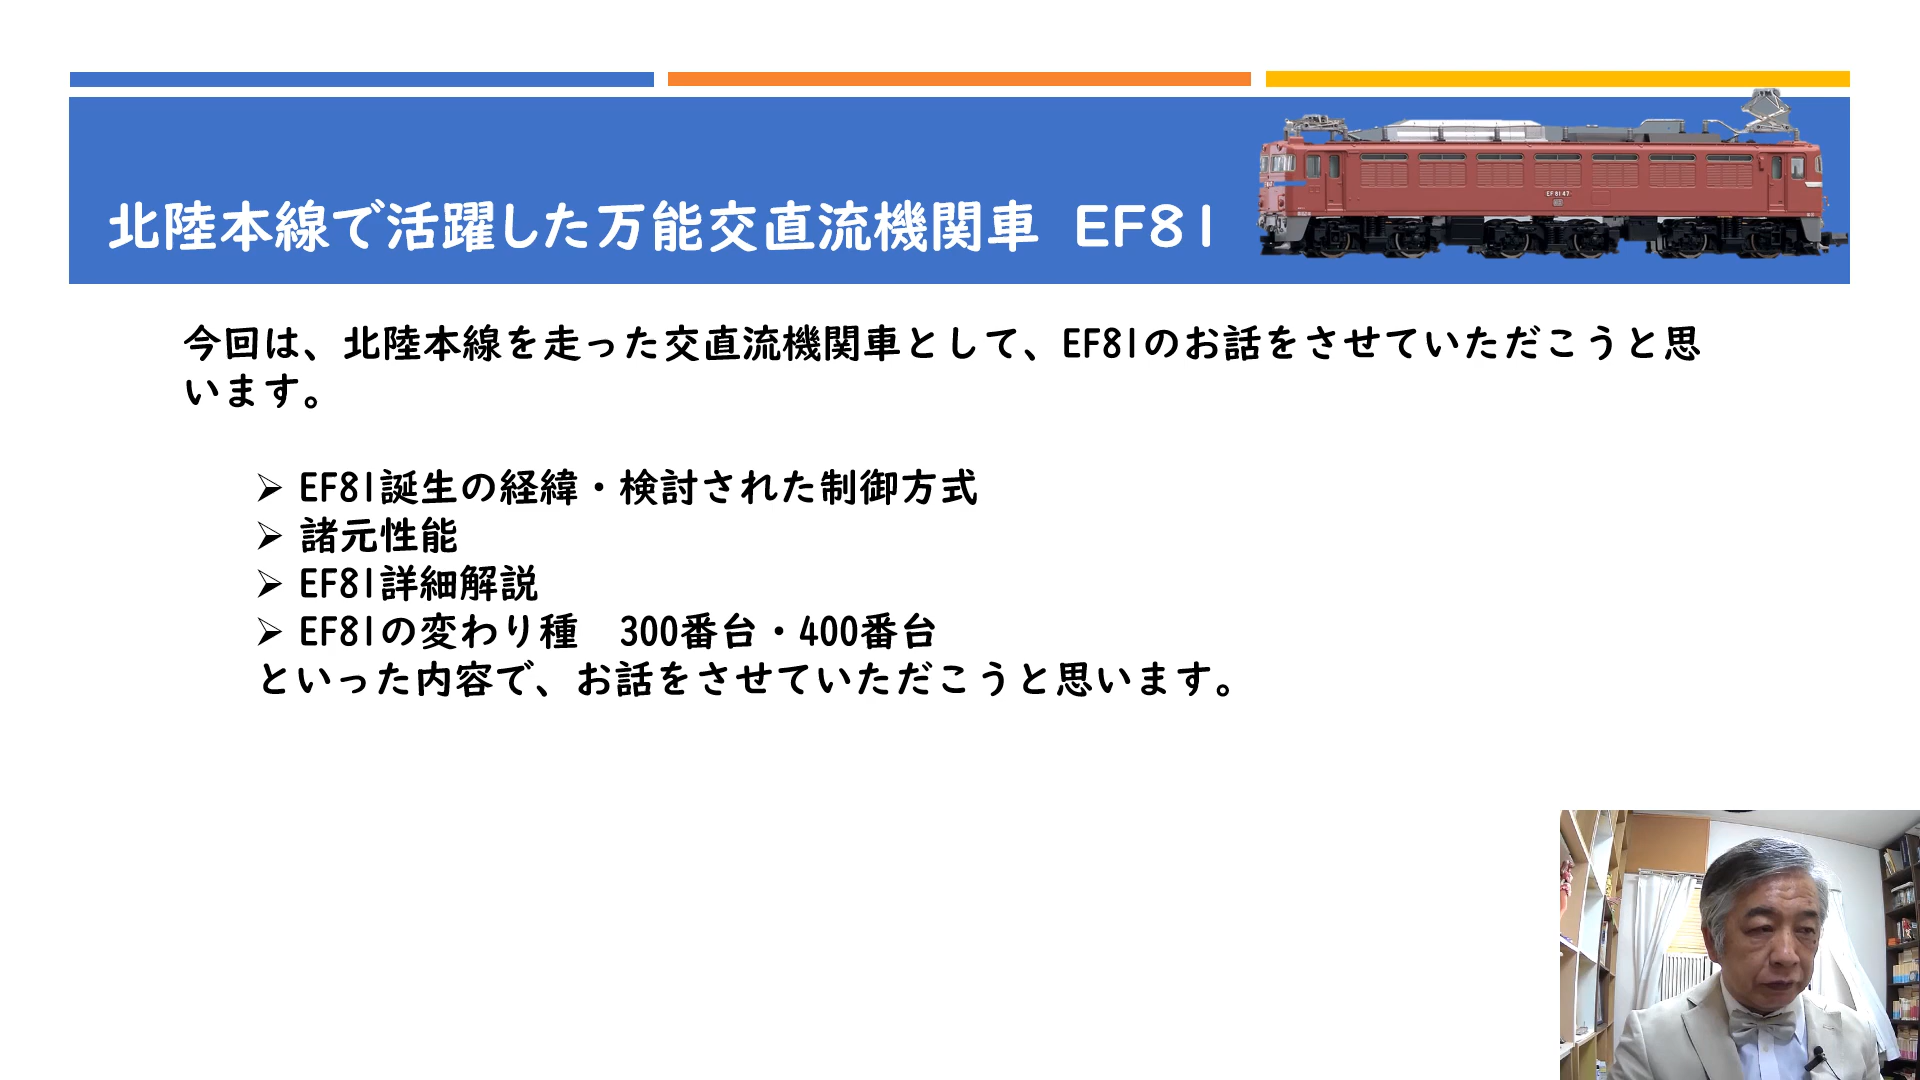 北陸本線で活躍した万能交直流機関車 EF81
EF81 47
今回は、北陸本線を走った交直流機関車として、EF81のお話をさせていただこうと思
います。
➢ EF81誕生の経緯・検討された制御方式
➢ 諸元性能
➢ EF81詳細解説
➢ EF81の変わり種　300番台・400番台
といった内容で、お話をさせていただこうと思います。